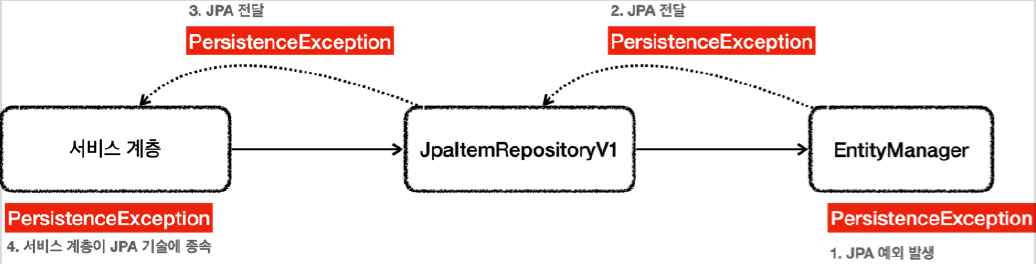 3. JPA 전달
PersistenceException
2. JPA 전달
PersistenceException
서비스 계층
JpaItemRepositoryV1
EntityManager
PersistenceException
4. 서비스 계층이 JPA 기술에 종속
PersistenceException
1. JPA 예외 발생